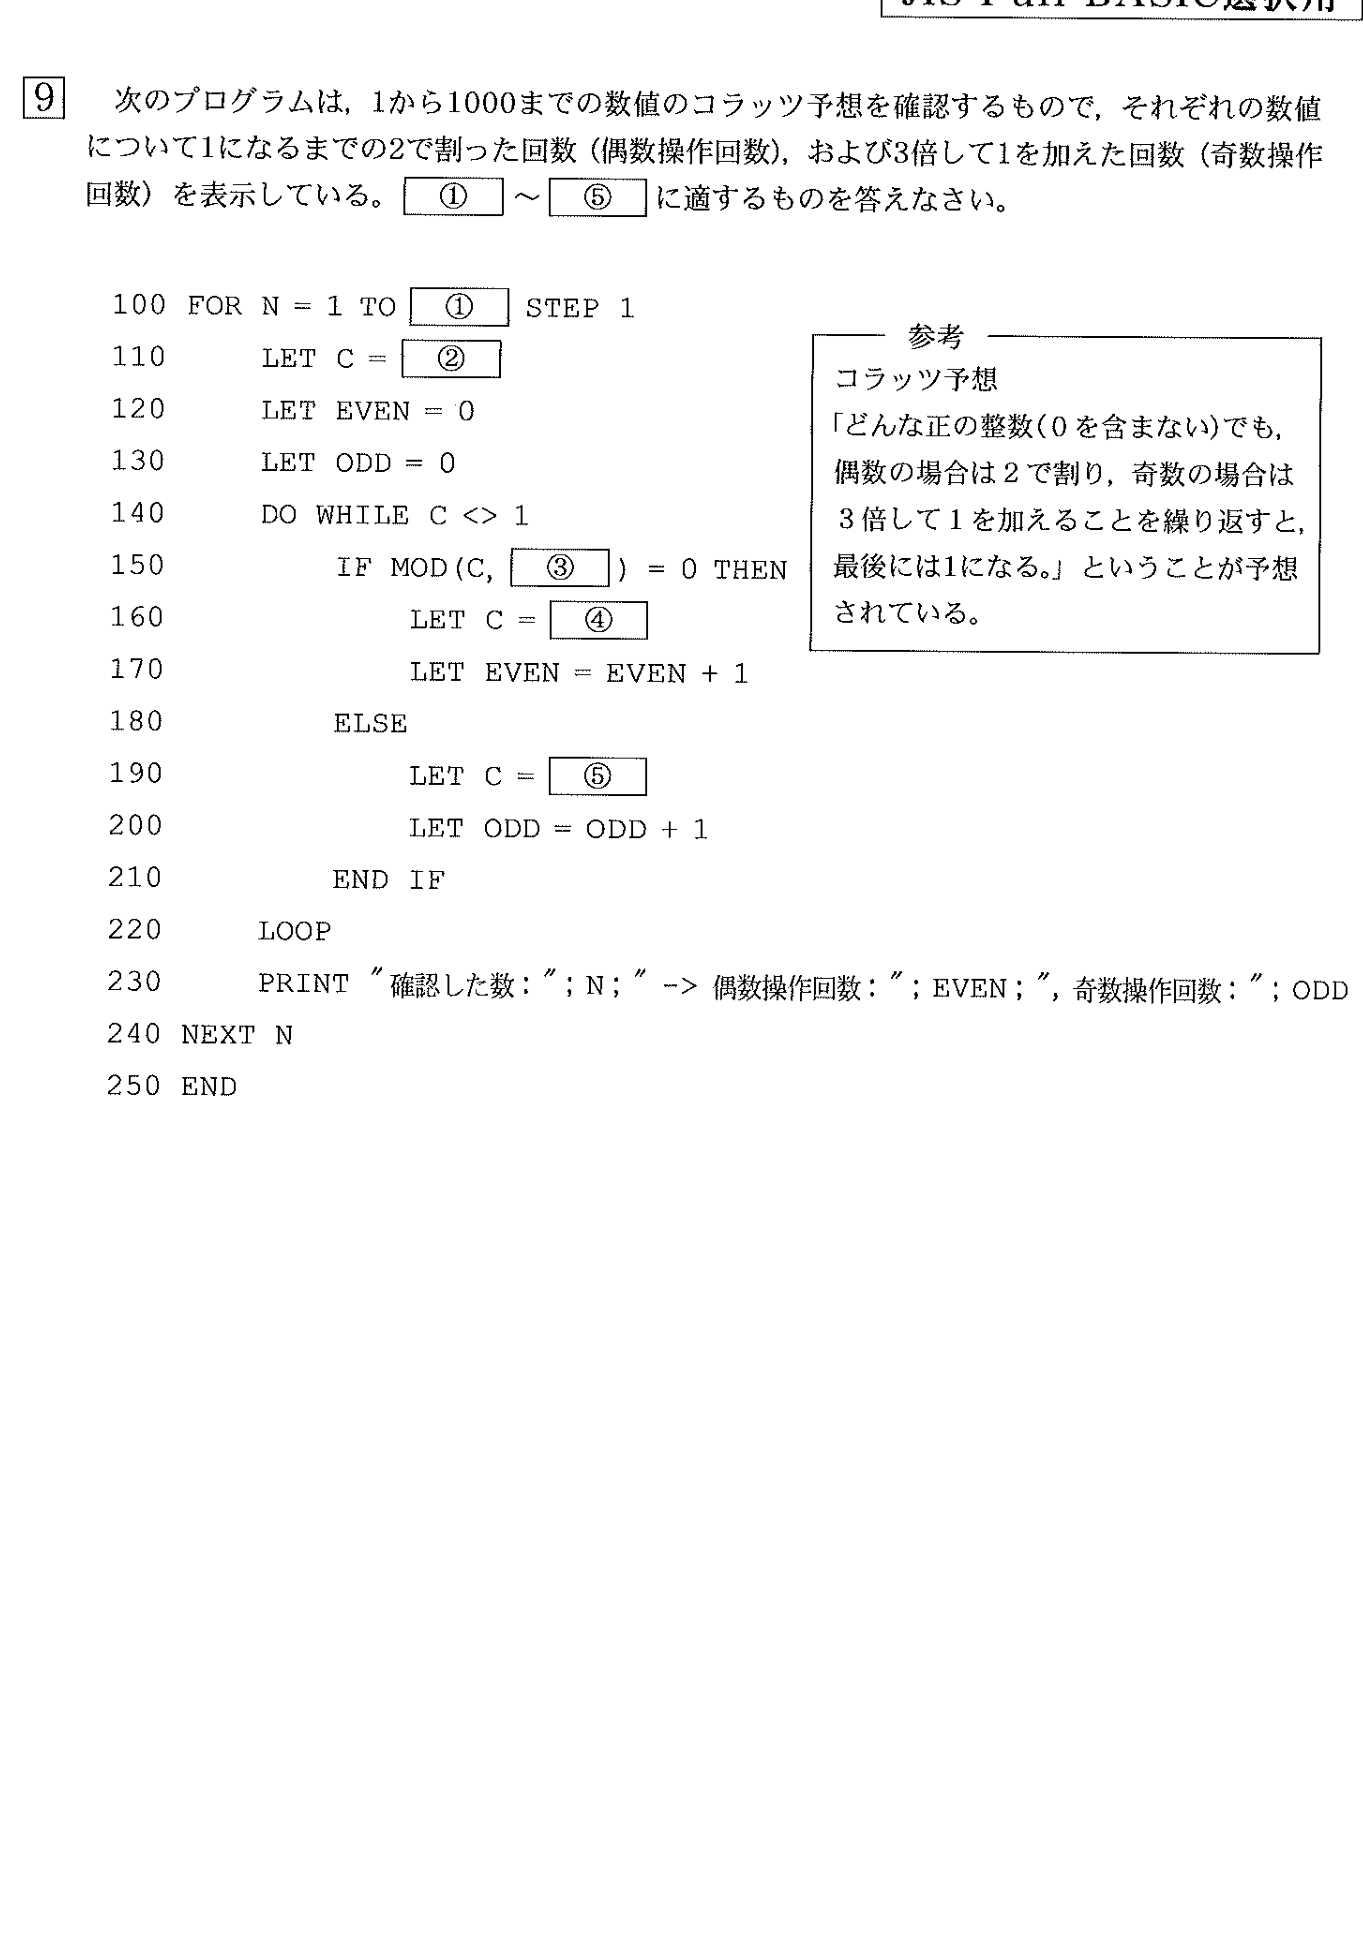 JIS Full BASIC選択用
9 次のプログラムは，1から1000までの数値のコラッツ予想を確認するもので，それぞれの数値
について1になるまでの2で割った回数（偶数操作回数），および3倍して1を加えた回数（奇数操作
回数）を表示している。 ① ～ ⑤ に適するものを答えなさい。
100 FOR N = 1 TO ① STEP 1
110 LET C = ②
120 LET EVEN = 0
130 LET ODD = 0
140 DO WHILE C <> 1
150 IF MOD(C, ③ ) = 0 THEN
160 LET C = ④
170 LET EVEN = EVEN + 1
180 ELSE
190 LET C = ⑤
200 LET ODD = ODD + 1
210 END IF
220 LOOP
230 PRINT ″確認した数：″; N; ″ -> 偶数操作回数：″; EVEN; ″, 奇数操作回数：″; ODD
240 NEXT N
250 END
参考
コラッツ予想
「どんな正の整数(0を含まない)でも，
偶数の場合は２で割り，奇数の場合は
３倍して１を加えることを繰り返すと，
最後には1になる。」ということが予想
されている。